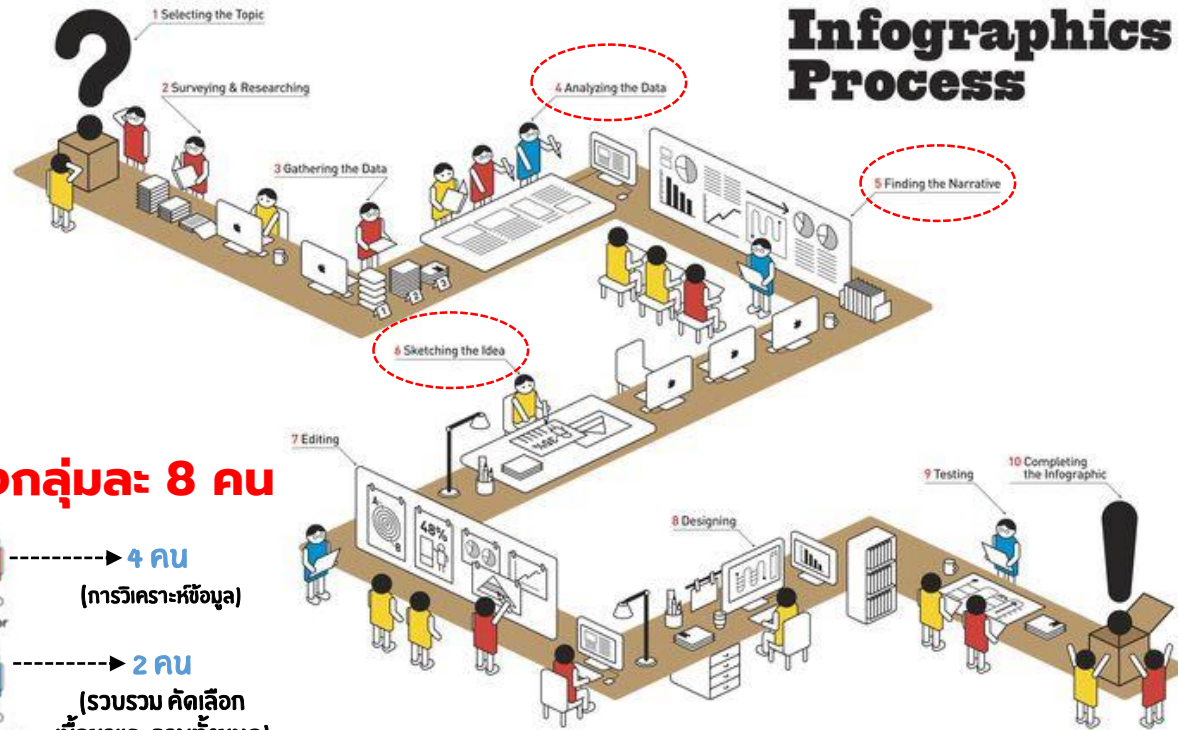 Infographics
Process
1 Selecting the Topic
2 Surveying & Researching
3 Gathering the Data
4 Analyzing the Data
5 Finding the Narrative
6 Sketching the Idea
7 Editing
48%
A
B
8 Designing
9 Testing
10 Completing
the Infographic
1
2
3
กลุ่มละ 8 คน
4 คน
(การวิเคราะห์ข้อมูล)
or
2 คน
(รวบรวม คัดเลือก